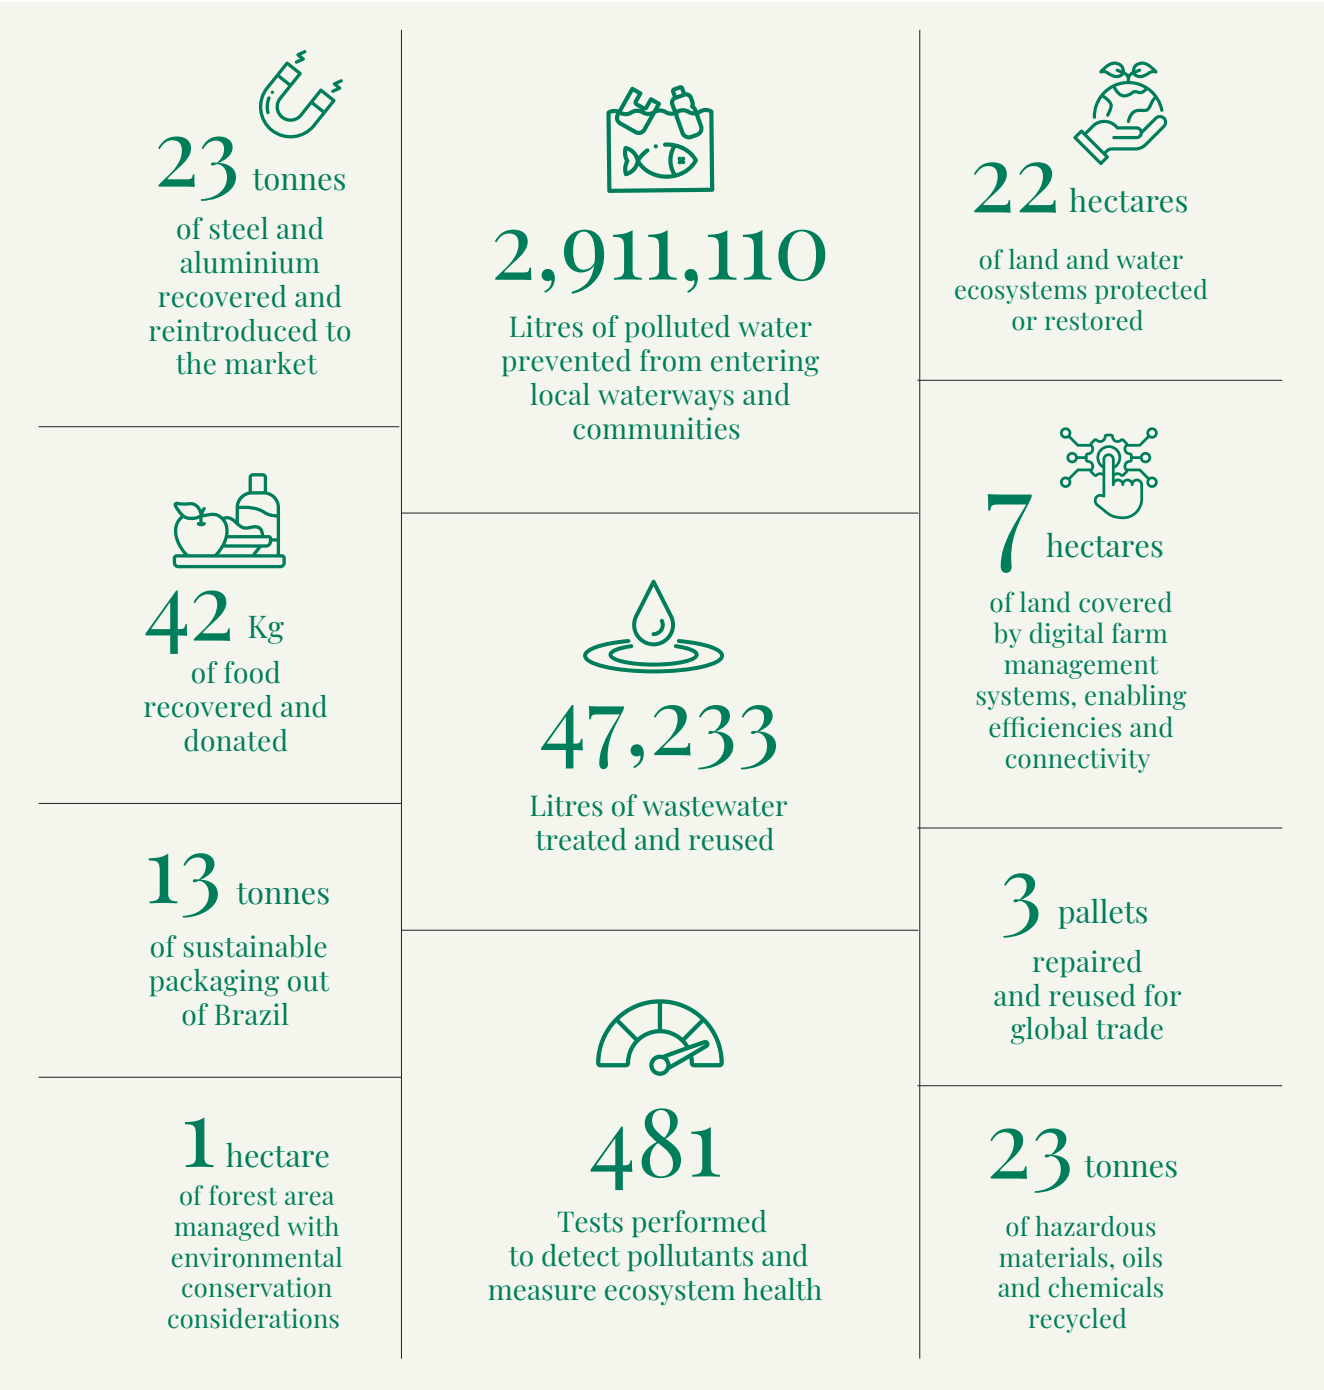 23 tonnes
of steel and
aluminium
recovered and
reintroduced to
the market
42 Kg
of food
recovered and
donated
13 tonnes
of sustainable
packaging out
of Brazil
1 hectare
of forest area
managed with
environmental
conservation
considerations
2,911,110
Litres of polluted water
prevented from entering
local waterways and
communities
47,233
Litres of wastewater
treated and reused
481
Tests performed
to detect pollutants and
measure ecosystem health
22 hectares
of land and water
ecosystems protected
or restored
7 hectares
of land covered
by digital farm
management
systems, enabling
efficiencies and
connectivity
3 pallets
repaired
and reused for
global trade
23 tonnes
of hazardous
materials, oils
and chemicals
recycled